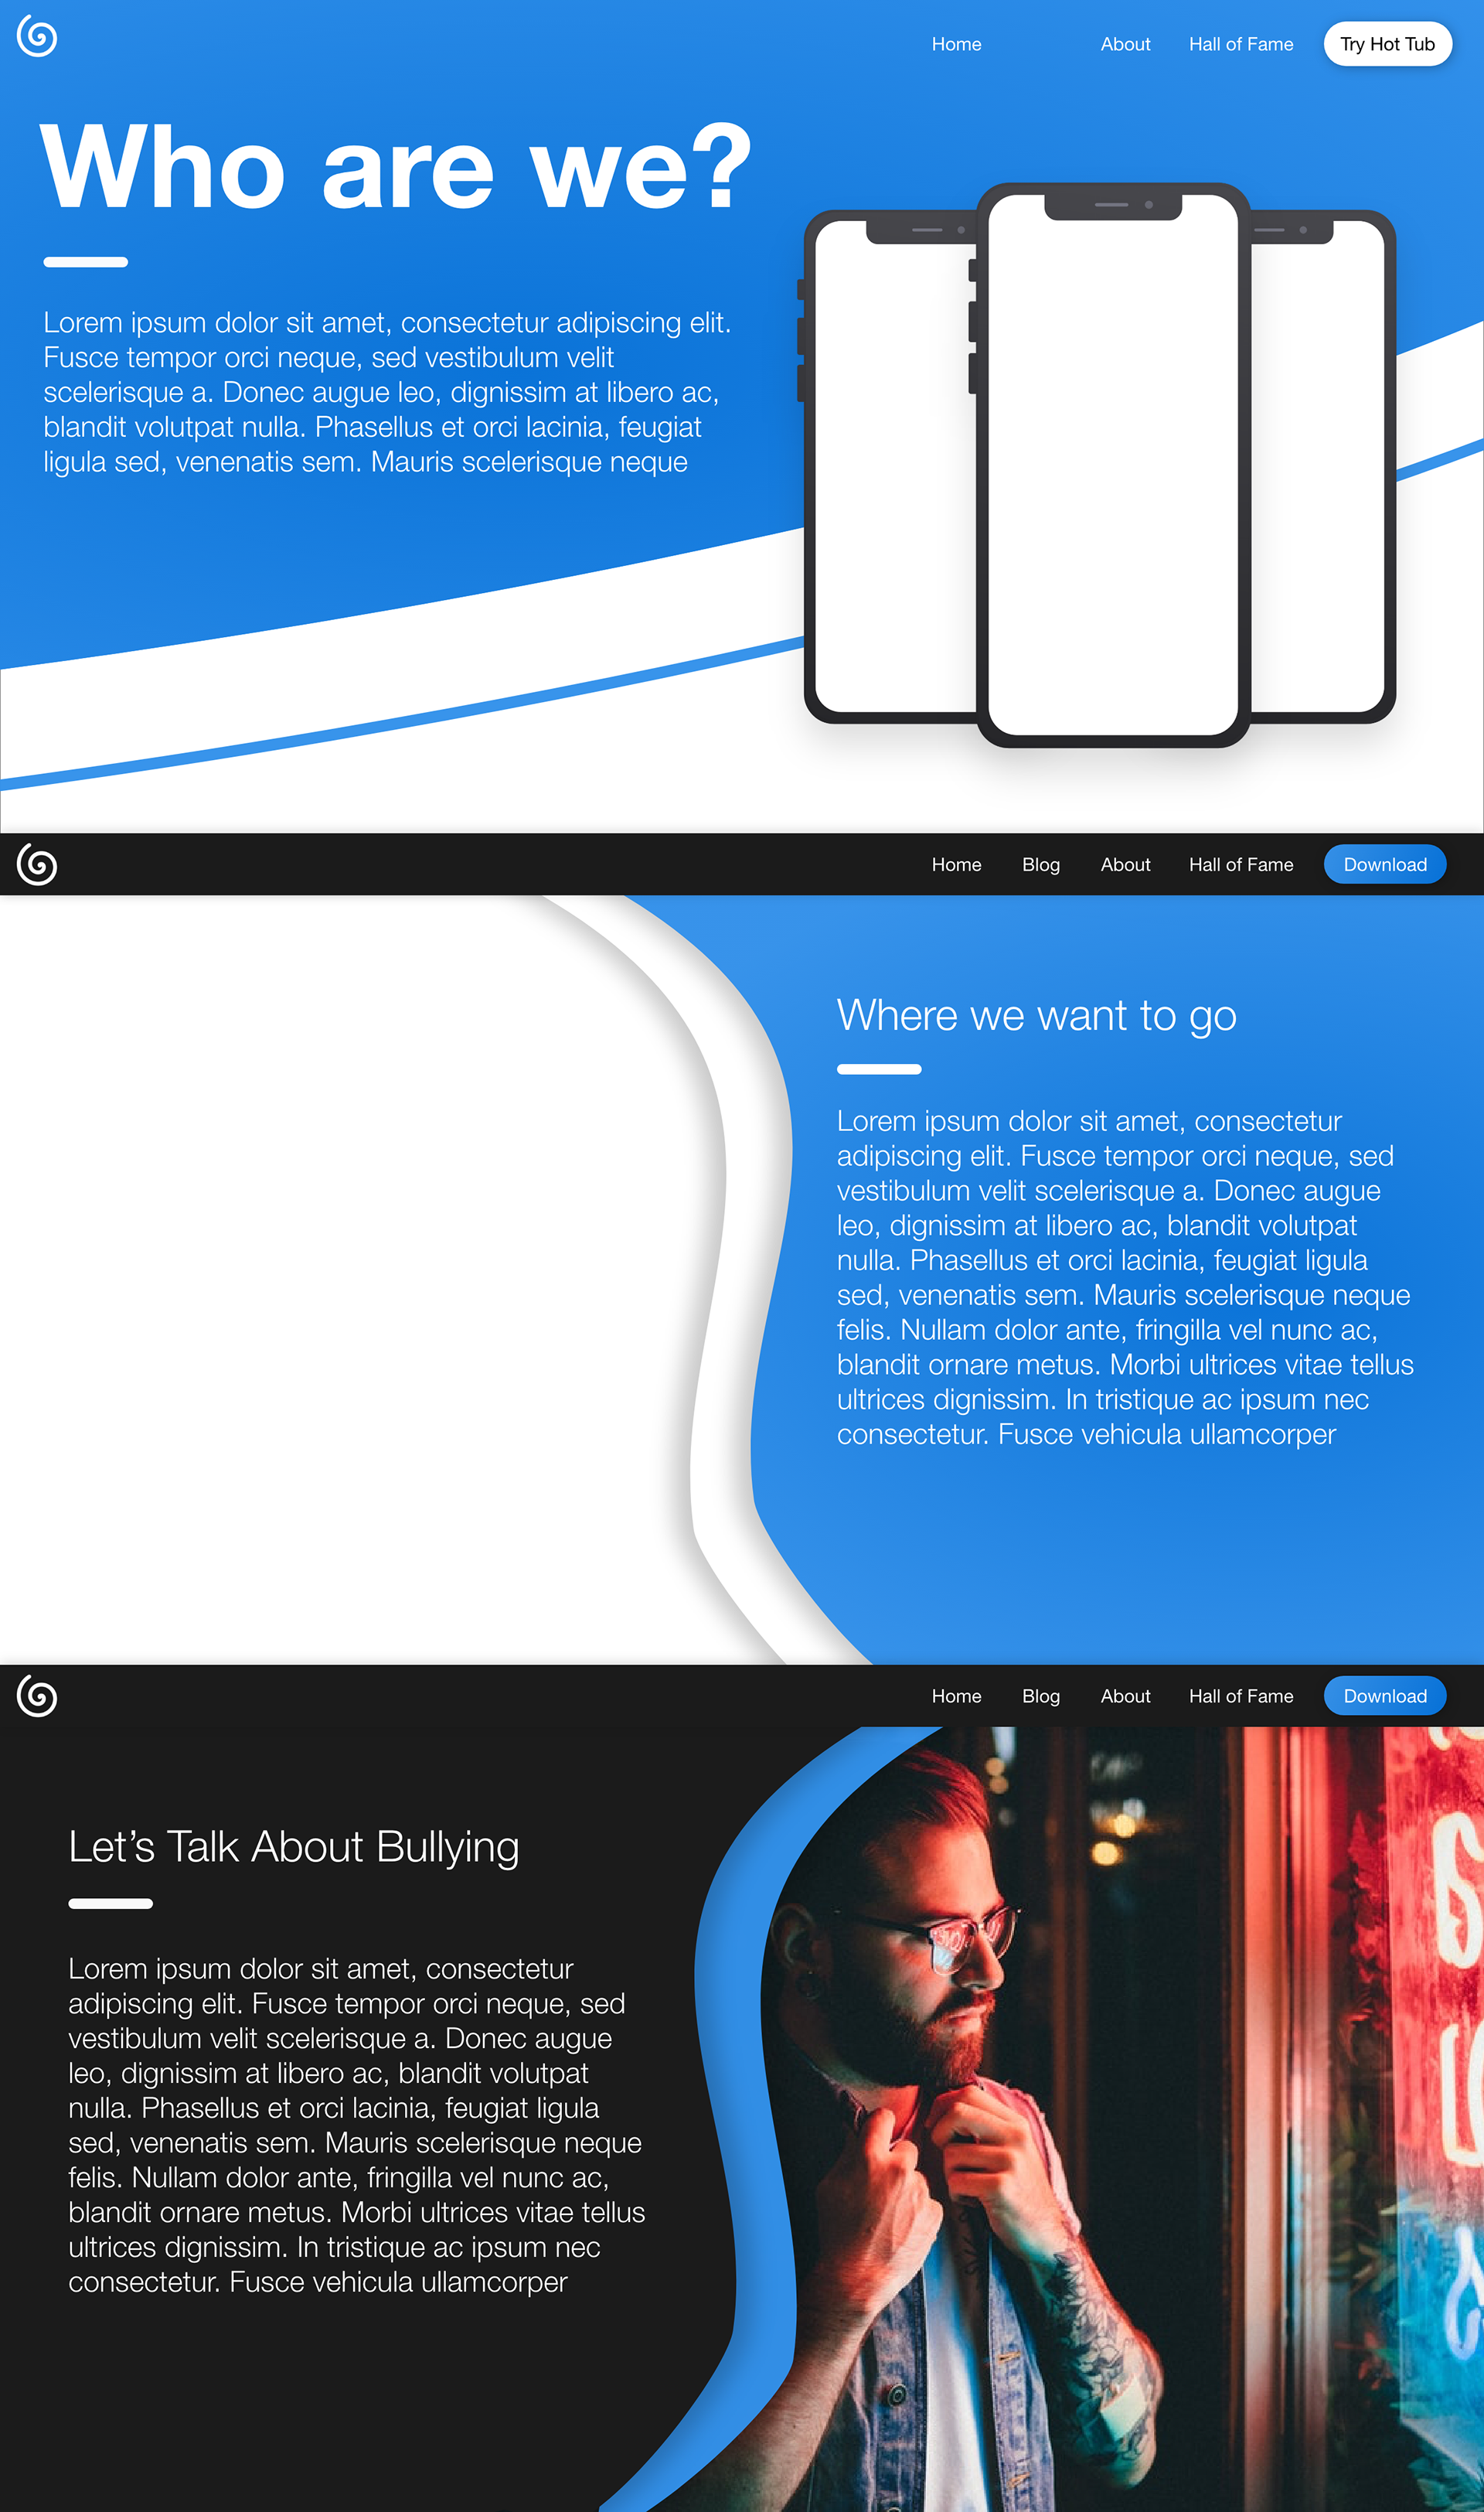 Home About Hall of Fame Try Hot Tub
Who are we?
Lorem ipsum dolor sit amet, consectetur adipiscing elit.
Fusce tempor orci neque, sed vestibulum velit
scelerisque a. Donec augue leo, dignissim at libero ac,
blandit volutpat nulla. Phasellus et orci lacinia, feugiat
ligula sed, venenatis sem. Mauris scelerisque neque
Home Blog About Hall of Fame Download
Where we want to go
Lorem ipsum dolor sit amet, consectetur
adipiscing elit. Fusce tempor orci neque, sed
vestibulum velit scelerisque a. Donec augue
leo, dignissim at libero ac, blandit volutpat
nulla. Phasellus et orci lacinia, feugiat ligula
sed, venenatis sem. Mauris scelerisque neque
felis. Nullam dolor ante, fringilla vel nunc ac,
blandit ornare metus. Morbi ultrices vitae tellus
ultrices dignissim. In tristique ac ipsum nec
consectetur. Fusce vehicula ullamcorper
Home Blog About Hall of Fame Download
Let’s Talk About Bullying
Lorem ipsum dolor sit amet, consectetur
adipiscing elit. Fusce tempor orci neque, sed
vestibulum velit scelerisque a. Donec augue
leo, dignissim at libero ac, blandit volutpat
nulla. Phasellus et orci lacinia, feugiat ligula
sed, venenatis sem. Mauris scelerisque neque
felis. Nullam dolor ante, fringilla vel nunc ac,
blandit ornare metus. Morbi ultrices vitae tellus
ultrices dignissim. In tristique ac ipsum nec
consectetur. Fusce vehicula ullamcorper